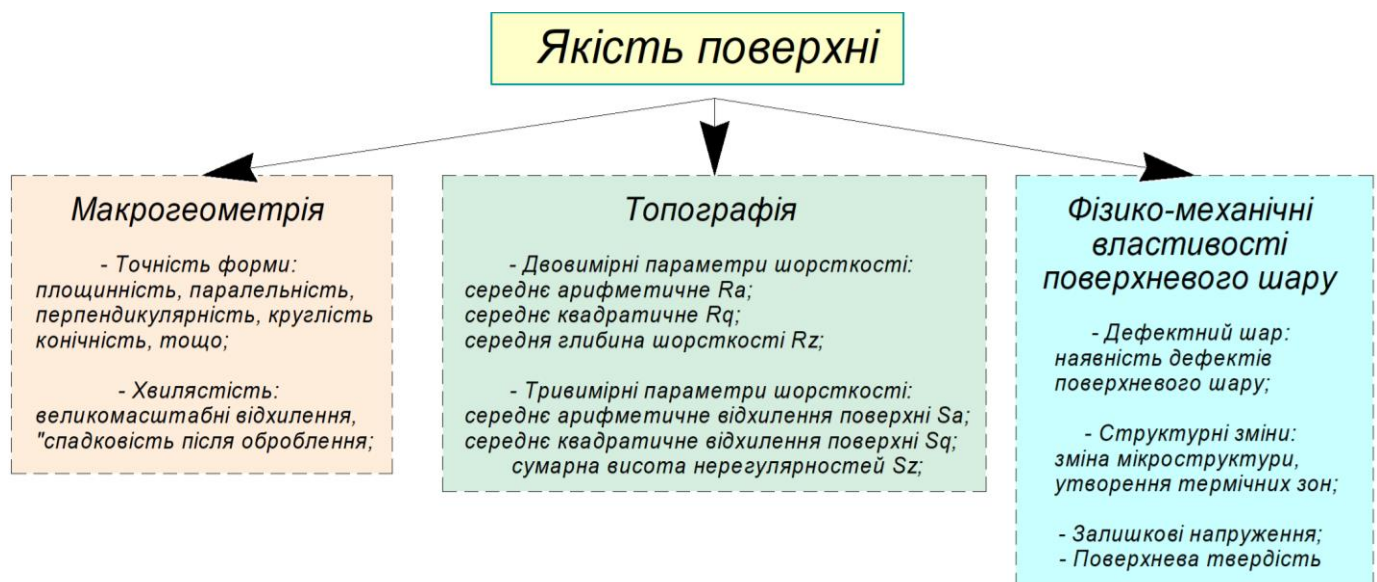 Якість поверхні
Макрогеометрія
- Точність форми:
площинність, паралельність,
перпендикулярність, круглість
конічність, тощо;
- Хвилястість:
великомасштабні відхилення,
"спадковість після оброблення;
Топографія
- Двовимірні параметри шорсткості:
середнє арифметичне Ra;
середнє квадратичне Rq;
середня глибина шорсткості Rz;
- Тривимірні параметри шорсткості:
середнє арифметичне відхилення поверхні Sa;
середнє квадратичне відхилення поверхні Sq;
сумарна висота нерегулярностей Sz;
Фізико-механічні
властивості
поверхневого шару
- Дефектний шар:
наявність дефектів
поверхневого шару;
- Структурні зміни:
зміна мікроструктури,
утворення термічних зон;
- Залишкові напруження;
- Поверхнева твердість